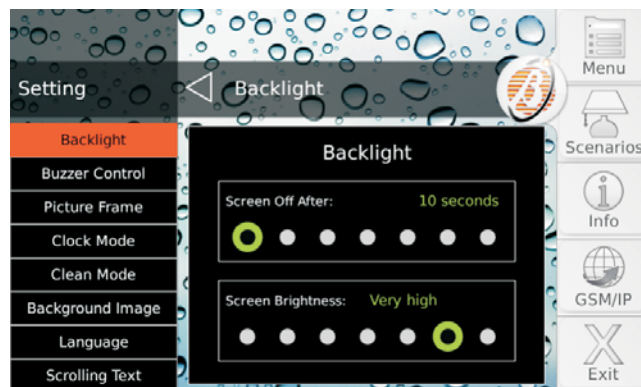 Setting
Backlight
Backlight
Buzzer Control
Picture Frame
Clock Mode
Clean Mode
Background Image
Language
Scrolling Text
Backlight
Screen Off After: 10 seconds
Screen Brightness: Very high
Menu
Scenarios
Info
GSM/IP
Exit